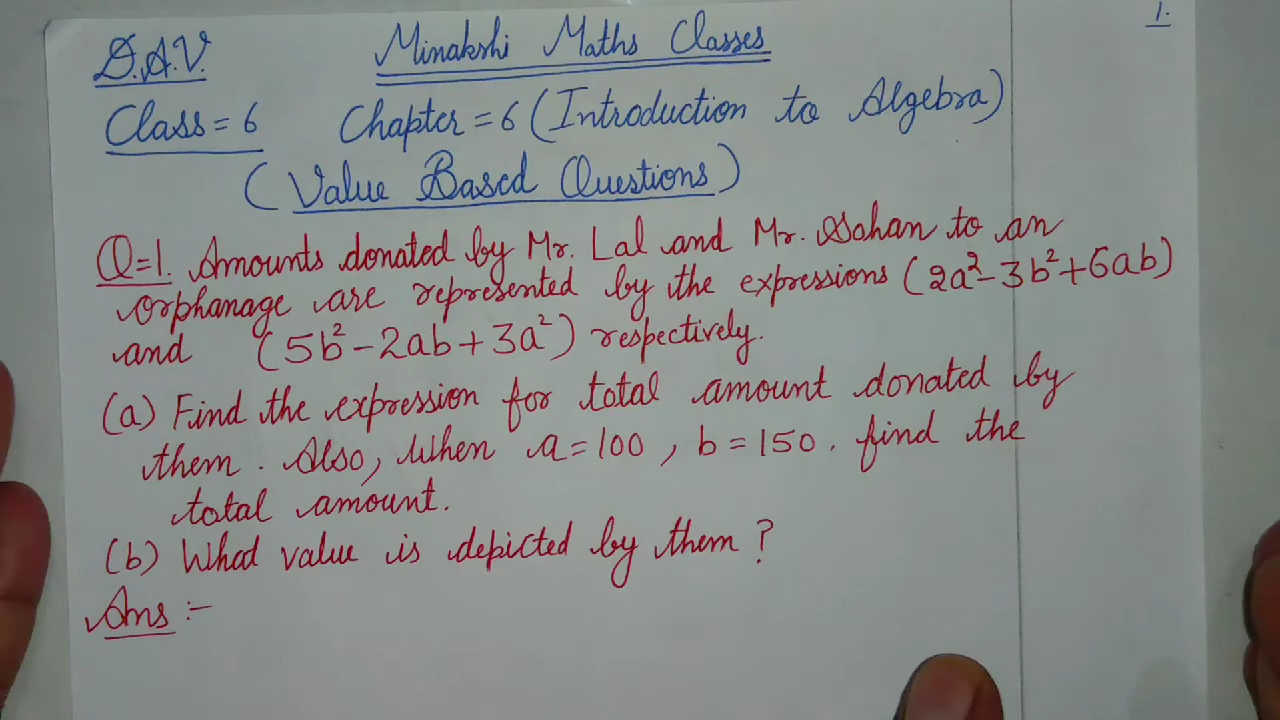 1.
D.A.V. Minakshi Maths Classes
Class = 6 Chapter = 6 (Introduction to Algebra)
(Value Based Questions)
Q=1. Amounts donated by Mr. Lal and Mr. Sohan to an
orphanage are represented by the expressions (2a² - 3b² + 6ab)
and (5b² - 2ab + 3a²) respectively.
(a) Find the expression for total amount donated by
them. Also, when a = 100, b = 150. find the
total amount.
(b) What value is depicted by them?
Ans :-